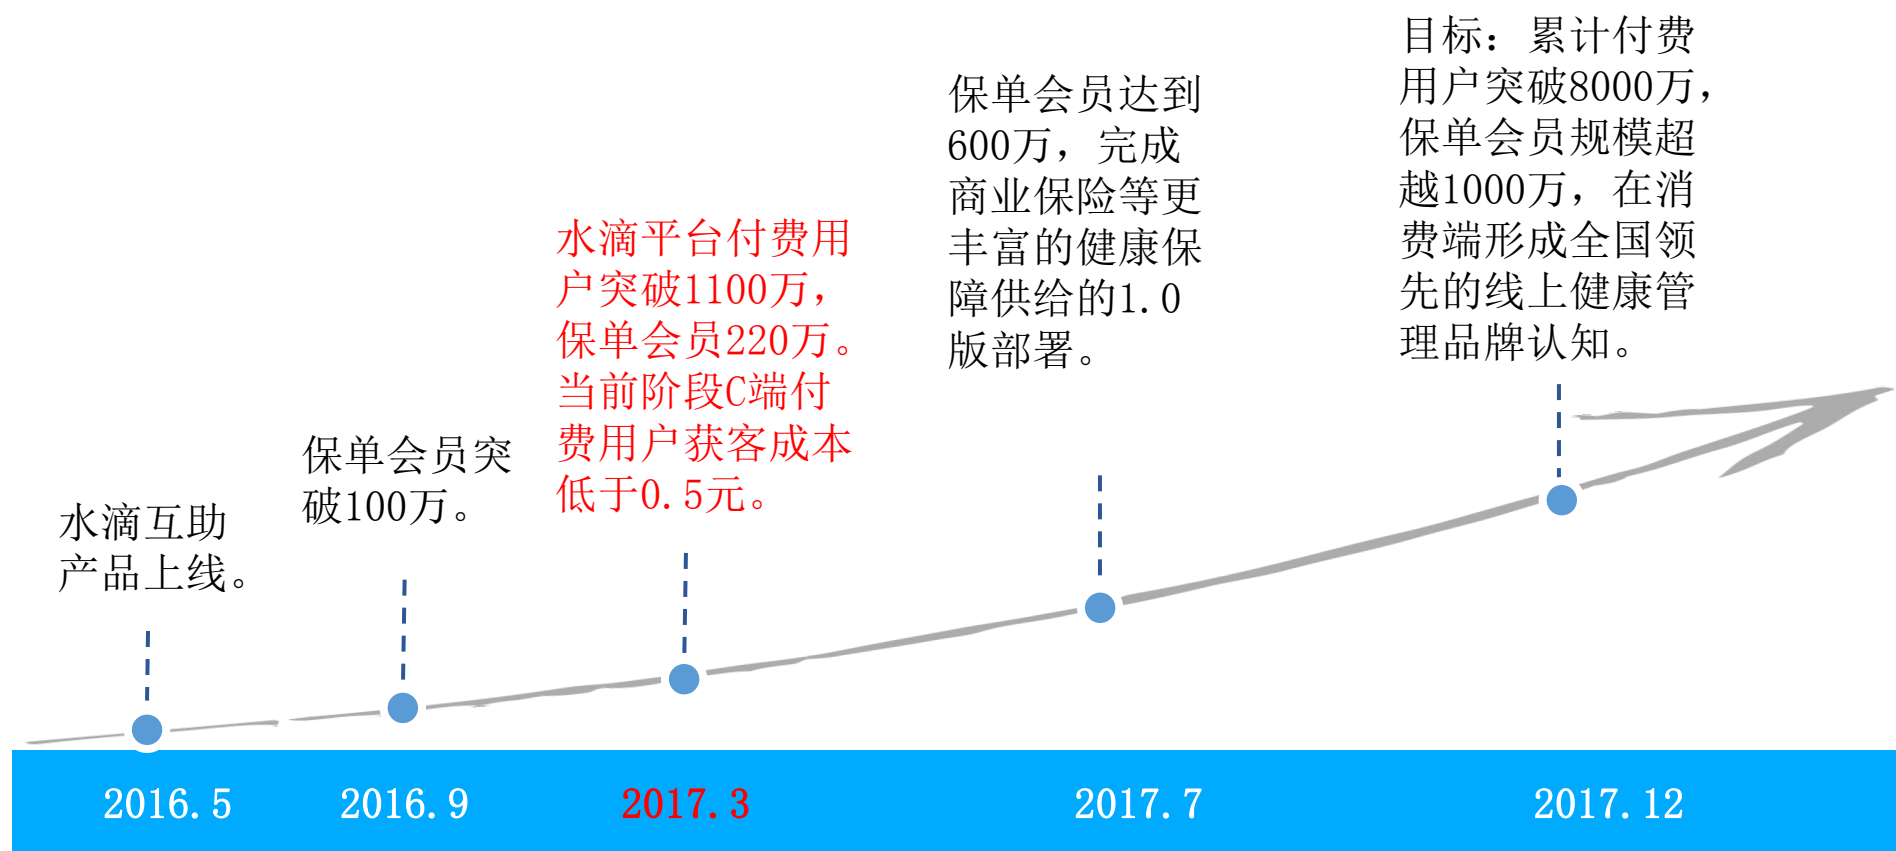 水滴互助
产品上线。
保单会员突
破100万。
水滴平台付费用
户突破1100万，
保单会员220万。
当前阶段C端付
费用户获客成本
低于0.5元。
保单会员达到
600万，完成
商业保险等更
丰富的健康保
障供给的1.0
版部署。
目标：累计付费
用户突破8000万，
保单会员规模超
越1000万，在消
费端形成全国领
先的线上健康管
理品牌认知。
2016.5
2016.9
2017.3
2017.7
2017.12